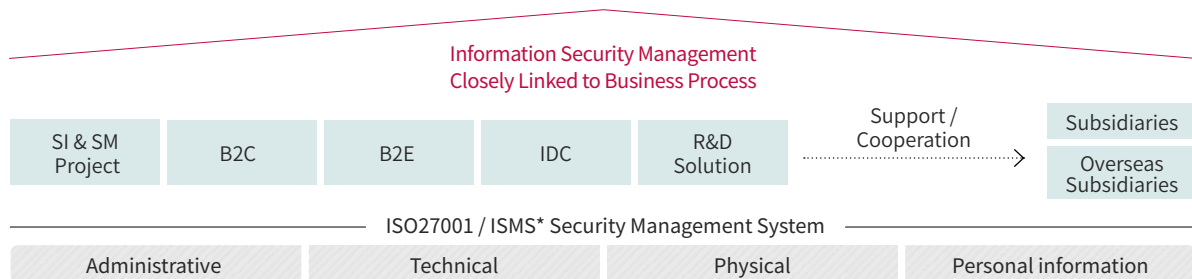 Information Security Management
Closely Linked to Business Process
SI & SM
Project
B2C
B2E
IDC
R&D
Solution
Support /
Cooperation
Subsidiaries
Overseas
Subsidiaries
ISO27001 / ISMS* Security Management System
Administrative
Technical
Physical
Personal information